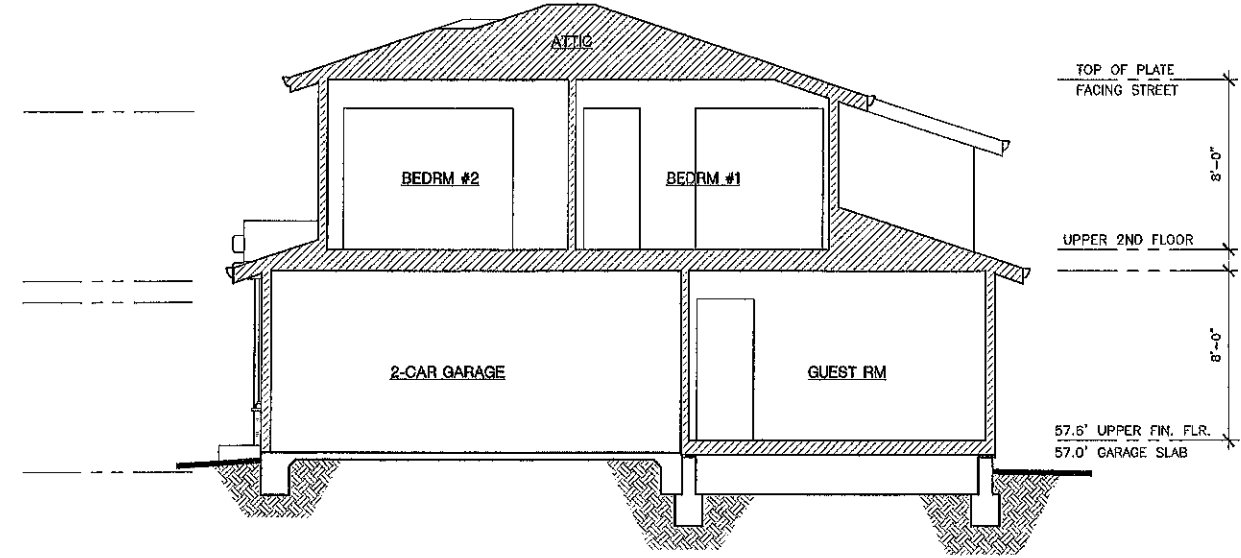 ATTIC
TOP OF PLATE
FACING STREET
8'-0"
BEDRM #2
BEDRM #1
UPPER 2ND FLOOR
8'-0"
2-CAR GARAGE
GUEST RM
57.6' UPPER FIN. FLR.
57.0' GARAGE SLAB